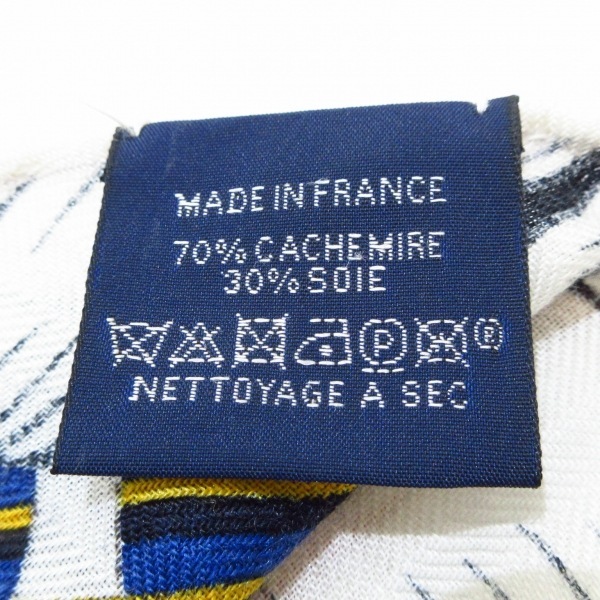 MADE IN FRANCE
70% CACHEMIRE
30% SOIE
P ®
NETTOYAGE A SEC